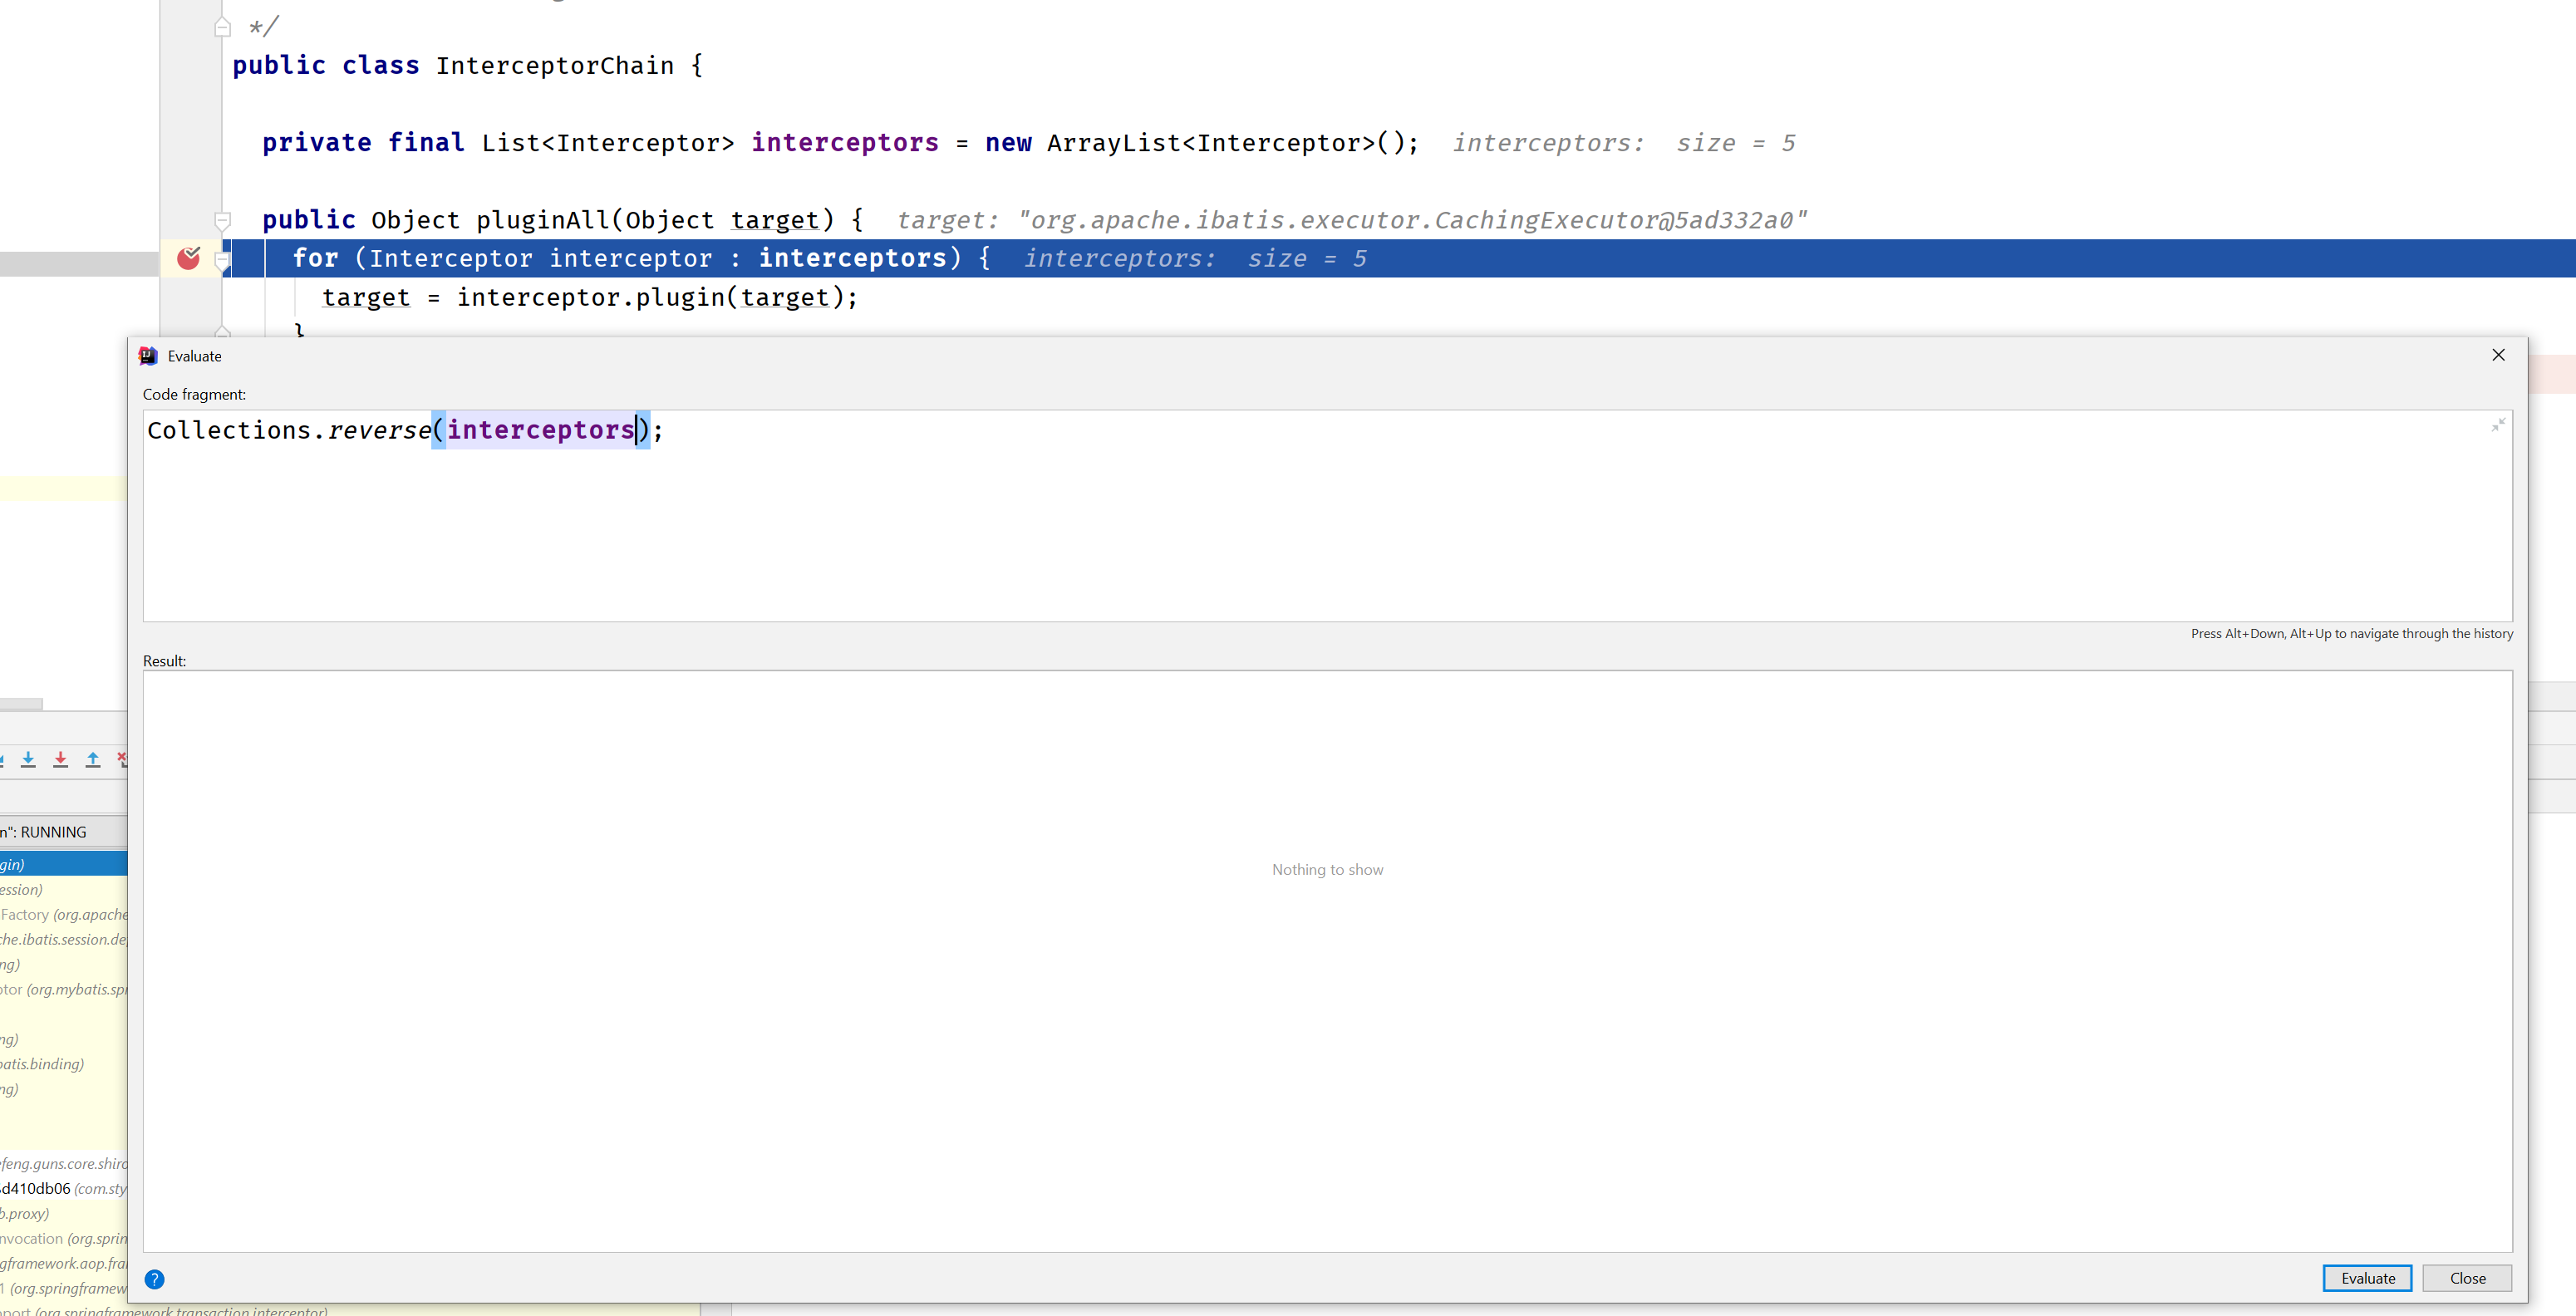 */
public class InterceptorChain {
private final List<Interceptor> interceptors = new ArrayList<Interceptor>(); interceptors: size = 5
public Object pluginAll(Object target) { target: "org.apache.ibatis.executor.CachingExecutor@5ad332a0"
for (Interceptor interceptor : interceptors) { interceptors: size = 5
target = interceptor.plugin(target);
}
Evaluate
Code fragment:
Collections.reverse(interceptors);
Press Alt+Down, Alt+Up to navigate through the history
Result:
Nothing to show
n": RUNNING
gin)
ession)
Factory (org.apache
che.ibatis.session.de
ng)
otor (org.mybatis.spr
ng)
batis.binding)
ng)
efeng.guns.core.shiro
d410db06 (com.sty
b.proxy)
nvocation (org.sprin
gframework.aop.fra
1 (org.springframew
pport (org.springframework.transaction.interceptor)
? Evaluate Close